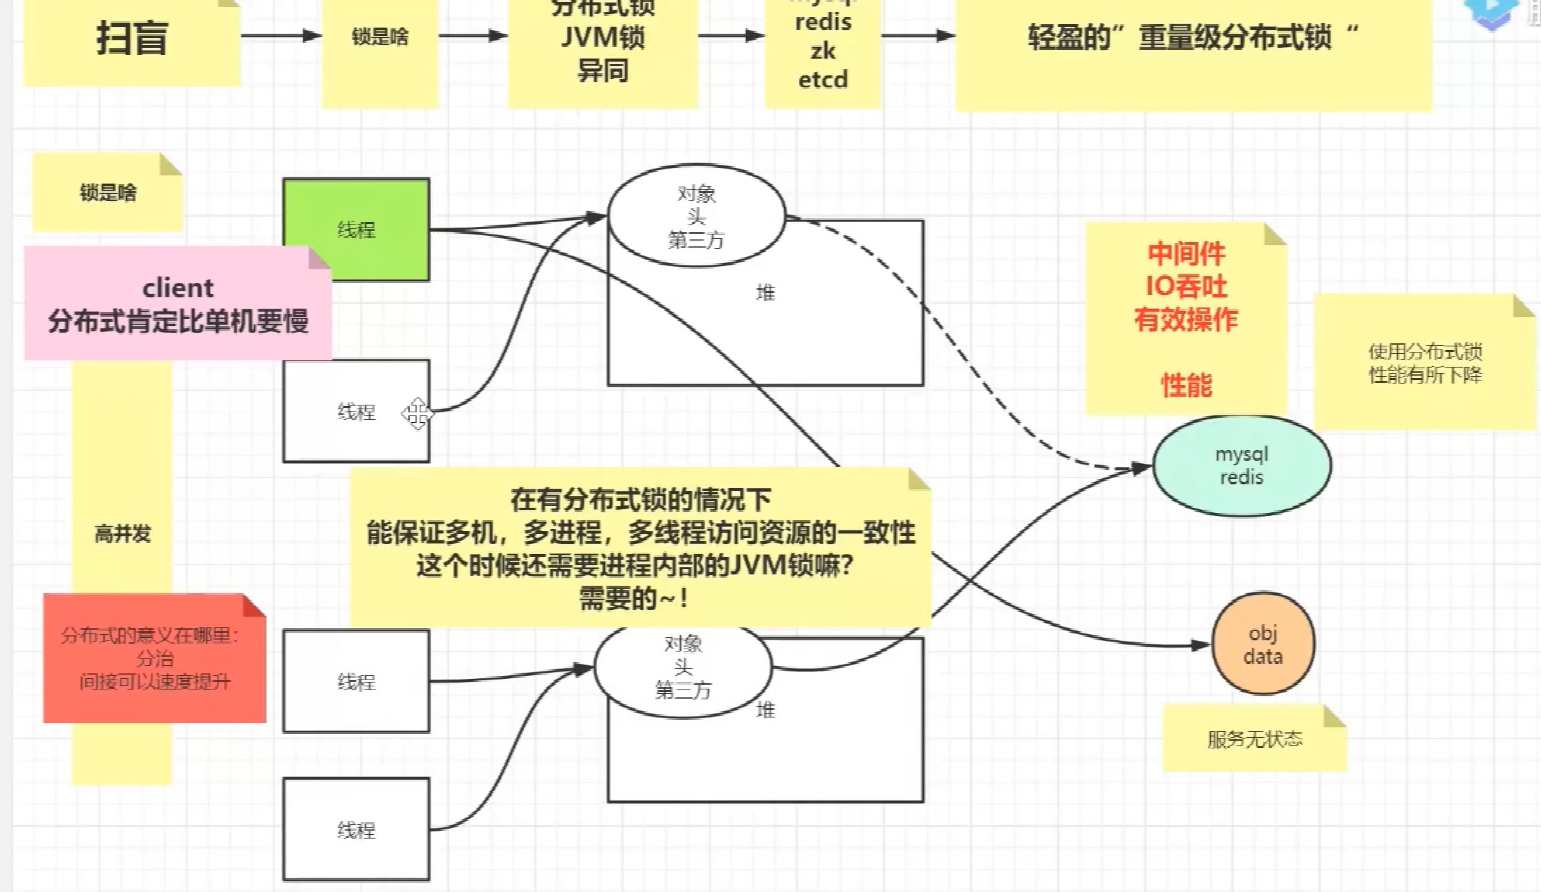 扫盲
锁是啥
分布式锁
JVM锁
异同
mysql
redis
zk
etcd
轻盈的”重量级分布式锁“
锁是啥
线程
client
分布式肯定比单机要慢
线程
对象
头
第三方
堆
中间件
IO吞吐
有效操作
性能
使用分布式锁
性能有所下降
mysql
redis
高并发
在有分布式锁的情况下
能保证多机，多进程，多线程访问资源的一致性
这个时候还需要进程内部的JVM锁嘛?
需要的~!
分布式的意义在哪里:
分治
间接可以速度提升
线程
对象
头
第三方
堆
obj
data
服务无状态
线程